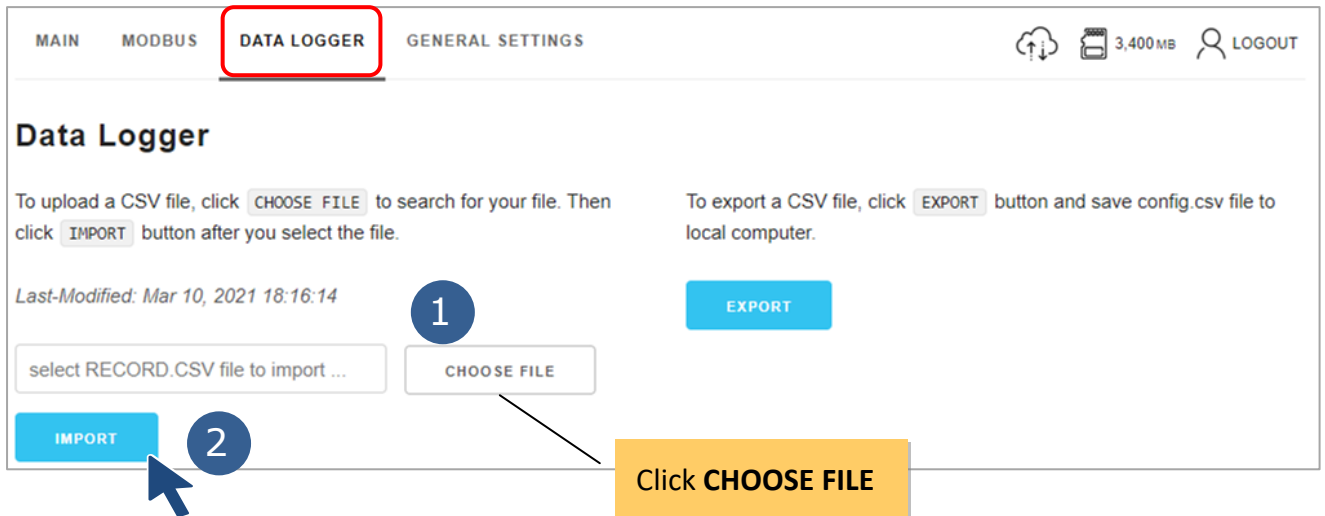 MAIN MODBUS DATA LOGGER GENERAL SETTINGS 3,400 MB LOGOUT
Data Logger
To upload a CSV file, click CHOOSE FILE to search for your file. Then
click IMPORT button after you select the file.
To export a CSV file, click EXPORT button and save config.csv file to
local computer.
Last-Modified: Mar 10, 2021 18:16:14
1
EXPORT
select RECORD.CSV file to import ...
CHOOSE FILE
IMPORT
2
Click CHOOSE FILE